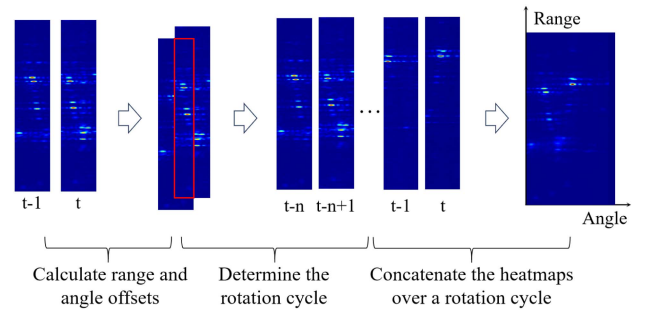 Range
t-1
t
t-n
t-n+1
...
t-1
t
Angle
Calculate range and
angle offsets
Determine the
rotation cycle
Concatenate the heatmaps
over a rotation cycle